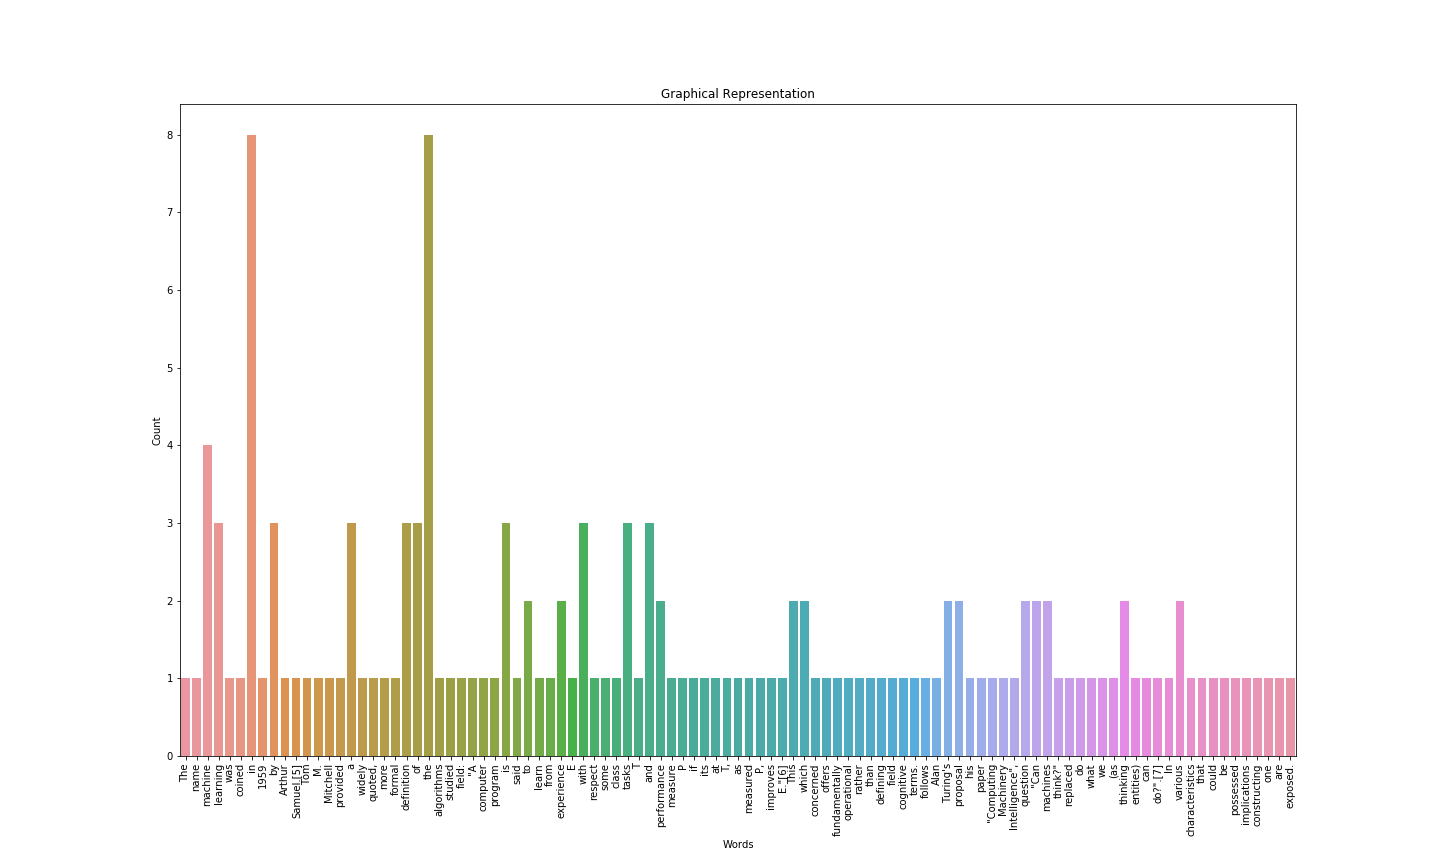 Graphical Representation
8
7
6
5
4
3
2
1
0
Count
The
name
machine
learning
was
coined
in
1959
by
Arthur
Samuel.[5]
Tom
M.
Mitchell
provided
a
widely
quoted,
more
formal
definition
of
the
algorithms
studied
field:
"A
computer
program
is
said
to
learn
from
experience
E
with
respect
some
class
tasks
T
and
performance
measure
P
if
its
at
T,
as
measured
P,
improves
E."[6]
This
which
concerned
offers
fundamentally
operational
rather
than
defining
field
cognitive
terms.
follows
Alan
Turing's
proposal
his
paper
"Computing
Machinery
Intelligence",
question
"Can
machines
think?"
replaced
do
what
we
(as
thinking
entities)
can
do?".[7]
In
various
characteristics
that
could
be
possessed
implications
constructing
one
are
exposed.
Words